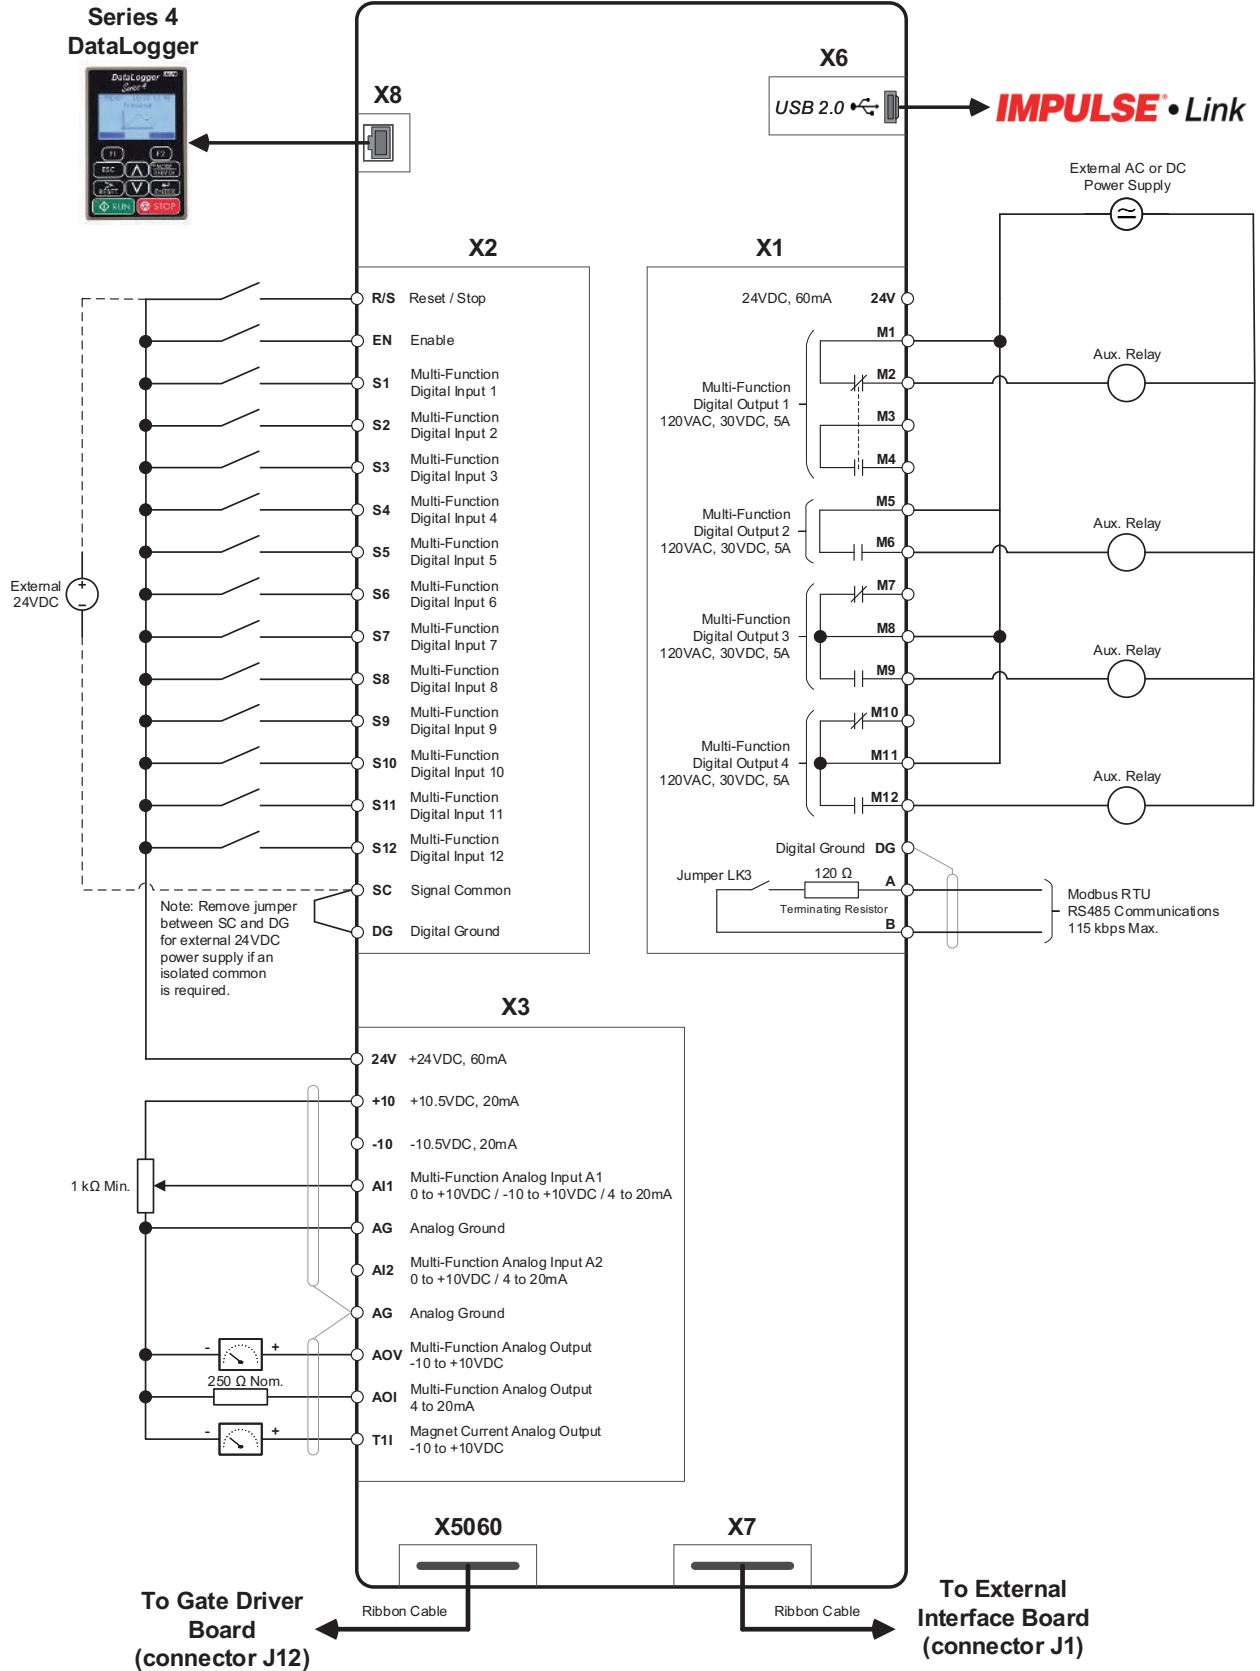 Series 4
DataLogger
DataLogger
Series 4
F1
F2
ESC
RESET
ENTER
RUN
STOP
X8
X6
USB 2.0
IMPULSE® • Link
External AC or DC
Power Supply
X2
R/S Reset / Stop
EN Enable
S1 Multi-Function
Digital Input 1
S2 Multi-Function
Digital Input 2
S3 Multi-Function
Digital Input 3
S4 Multi-Function
Digital Input 4
S5 Multi-Function
Digital Input 5
S6 Multi-Function
Digital Input 6
S7 Multi-Function
Digital Input 7
S8 Multi-Function
Digital Input 8
S9 Multi-Function
Digital Input 9
S10 Multi-Function
Digital Input 10
S11 Multi-Function
Digital Input 11
S12 Multi-Function
Digital Input 12
SC Signal Common
DG Digital Ground
External
24VDC
+
–
Note: Remove jumper
between SC and DG
for external 24VDC
power supply if an
isolated common
is required.
X1
24VDC, 60mA 24V
M1
M2
M3
M4
Multi-Function
Digital Output 1
120VAC, 30VDC, 5A
M5
M6
Multi-Function
Digital Output 2
120VAC, 30VDC, 5A
M7
M8
M9
Multi-Function
Digital Output 3
120VAC, 30VDC, 5A
M10
M11
M12
Multi-Function
Digital Output 4
120VAC, 30VDC, 5A
Aux. Relay
Aux. Relay
Aux. Relay
Aux. Relay
Digital Ground DG
Jumper LK3
120 Ω
A
Terminating Resistor
B
Modbus RTU
RS485 Communications
115 kbps Max.
X3
24V +24VDC, 60mA
+10 +10.5VDC, 20mA
-10 -10.5VDC, 20mA
1 kΩ Min.
AI1 Multi-Function Analog Input A1
0 to +10VDC / -10 to +10VDC / 4 to 20mA
AG Analog Ground
AI2 Multi-Function Analog Input A2
0 to +10VDC / 4 to 20mA
AG Analog Ground
- +
AOV Multi-Function Analog Output
-10 to +10VDC
250 Ω Nom.
AOI Multi-Function Analog Output
4 to 20mA
- +
T1I Magnet Current Analog Output
-10 to +10VDC
X5060
X7
To Gate Driver
Board
(connector J12)
Ribbon Cable
Ribbon Cable
To External
Interface Board
(connector J1)